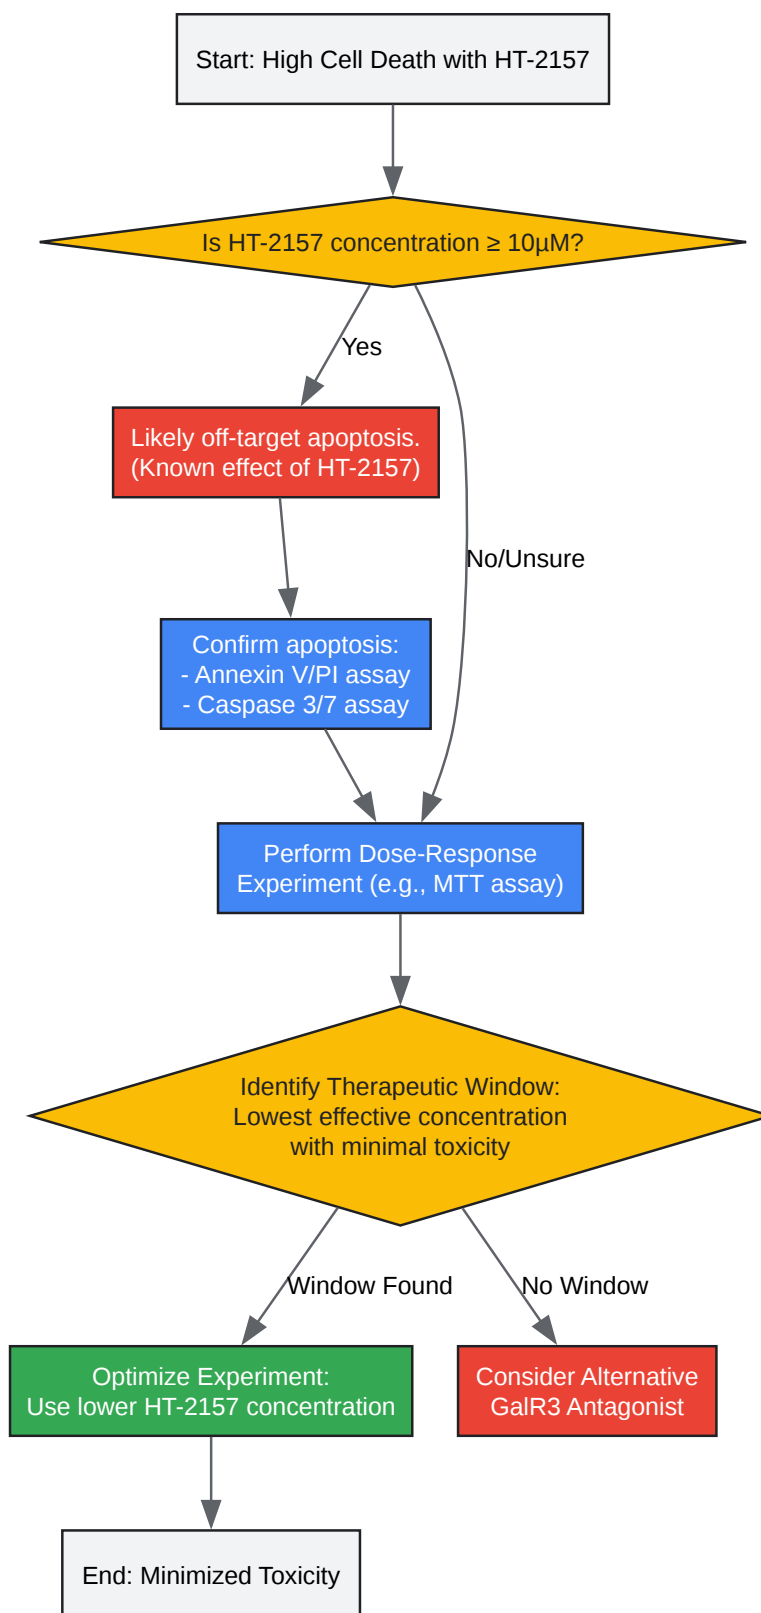 Start: High Cell Death with HT-2157
Is HT-2157 concentration ≥ 10µM?
Yes
Likely off-target apoptosis.
(Known effect of HT-2157)
No/Unsure
Confirm apoptosis:
- Annexin V/PI assay
- Caspase 3/7 assay
Perform Dose-Response
Experiment (e.g., MTT assay)
Identify Therapeutic Window:
Lowest effective concentration
with minimal toxicity
Window Found
No Window
Optimize Experiment:
Use lower HT-2157 concentration
Consider Alternative
GalR3 Antagonist
End: Minimized Toxicity